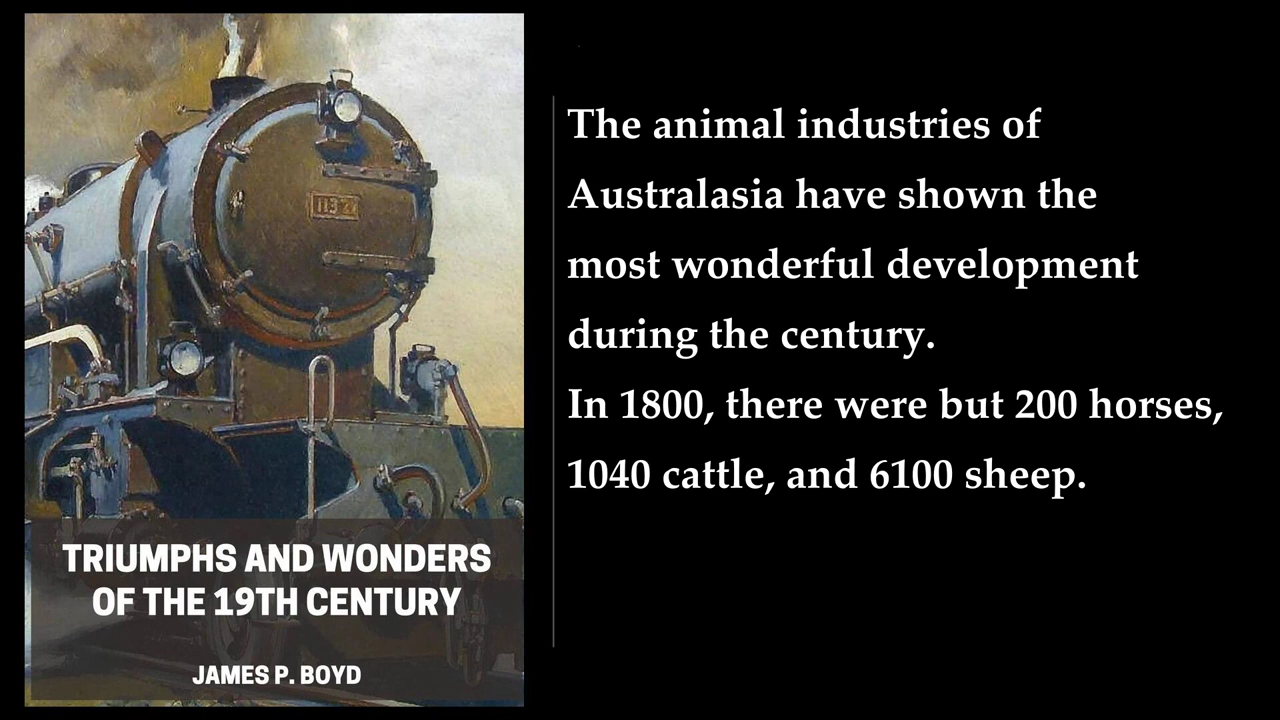 TRIUMPHS AND WONDERS
OF THE 19TH CENTURY
JAMES P. BOYD
The animal industries of
Australasia have shown the
most wonderful development
during the century.
In 1800, there were but 200 horses,
1040 cattle, and 6100 sheep.